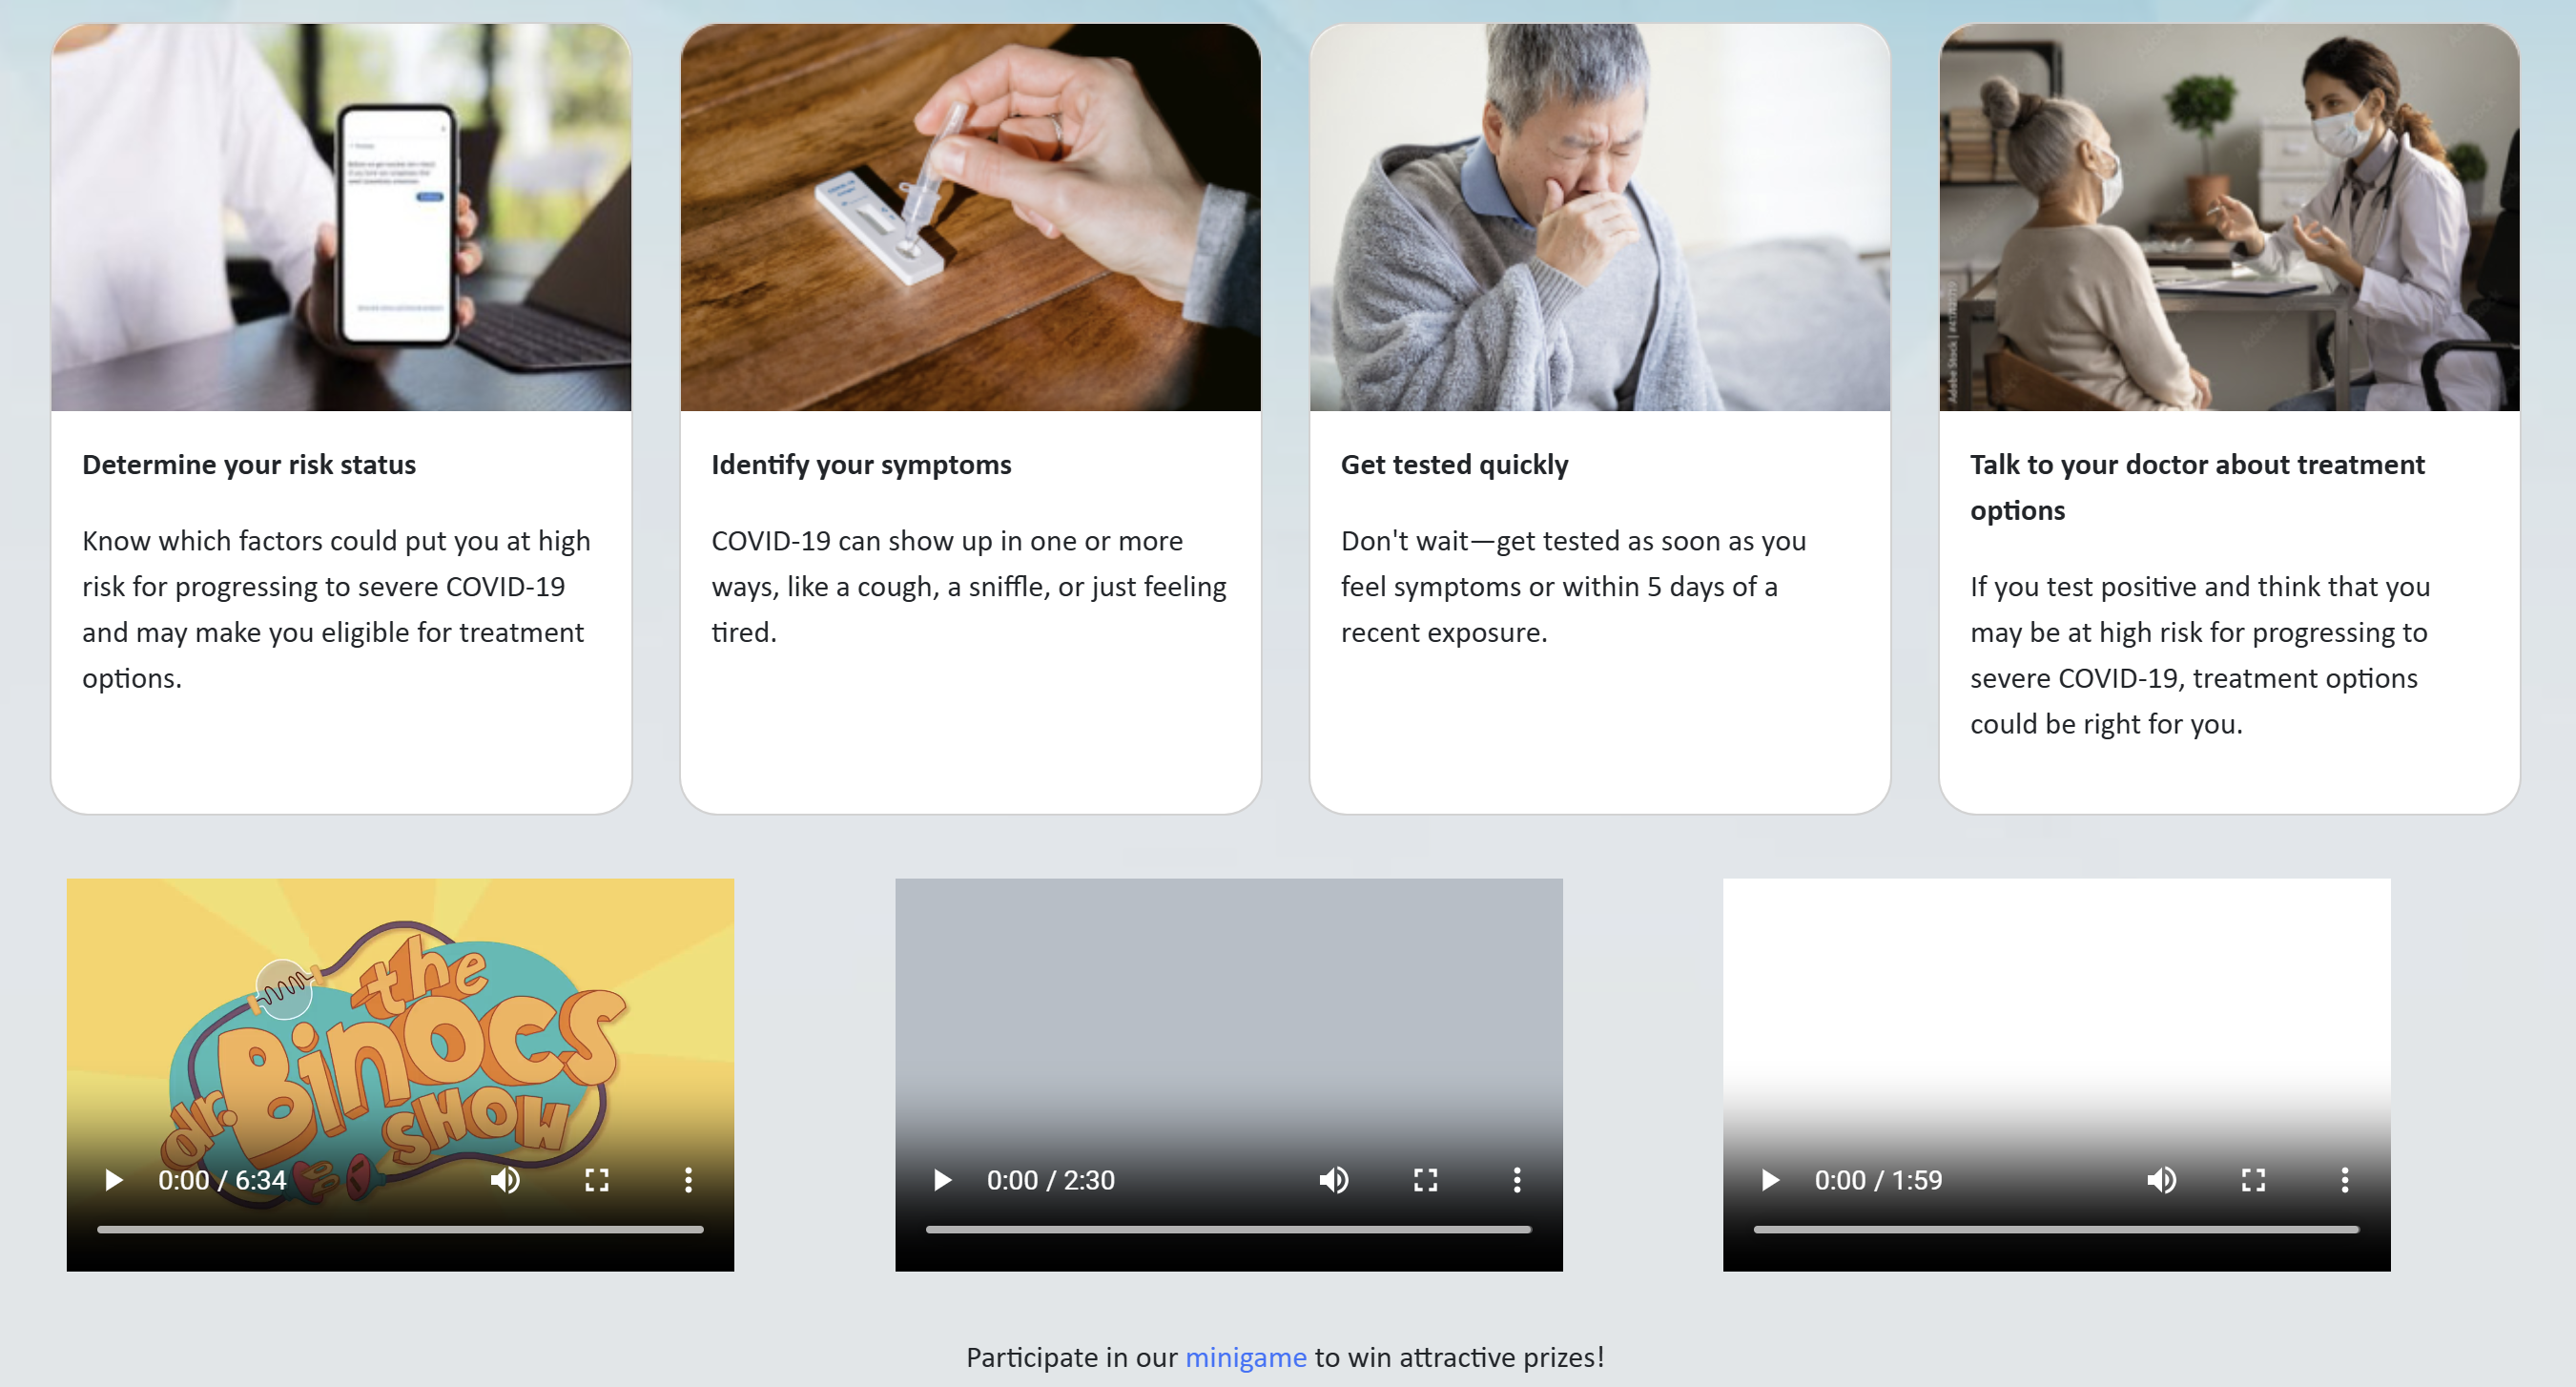 Determine your risk status
Know which factors could put you at high
risk for progressing to severe COVID-19
and may make you eligible for treatment
options.
Identify your symptoms
COVID-19 can show up in one or more
ways, like a cough, a sniffle, or just feeling
tired.
Get tested quickly
Don't wait—get tested as soon as you
feel symptoms or within 5 days of a
recent exposure.
Adobe Stock
Talk to your doctor about treatment
options
If you test positive and think that you
may be at high risk for progressing to
severe COVID-19, treatment options
could be right for you.
the
dr. Binocs
SHOW
0:00 / 6:34
0:00 / 2:30
0:00 / 1:59
Participate in our minigame to win attractive prizes!